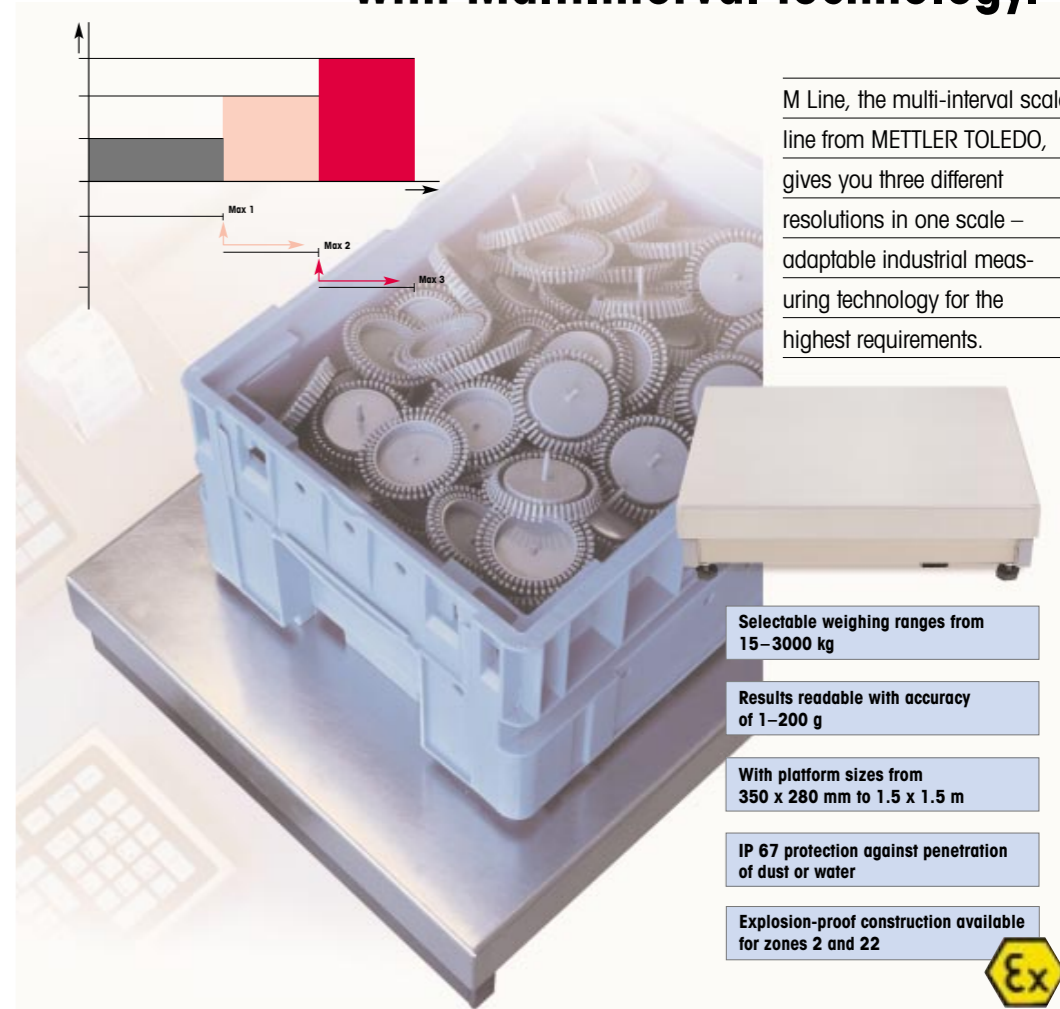 Max 1
Max 2
Max 3
M Line, the multi-interval scale
line from METTLER TOLEDO,
gives you three different
resolutions in one scale –
adaptable industrial meas-
uring technology for the
highest requirements.
Selectable weighing ranges from
15–3000 kg
Results readable with accuracy
of 1–200 g
With platform sizes from
350 x 280 mm to 1.5 x 1.5 m
IP 67 protection against penetration
of dust or water
Explosion-proof construction available
for zones 2 and 22
Ex